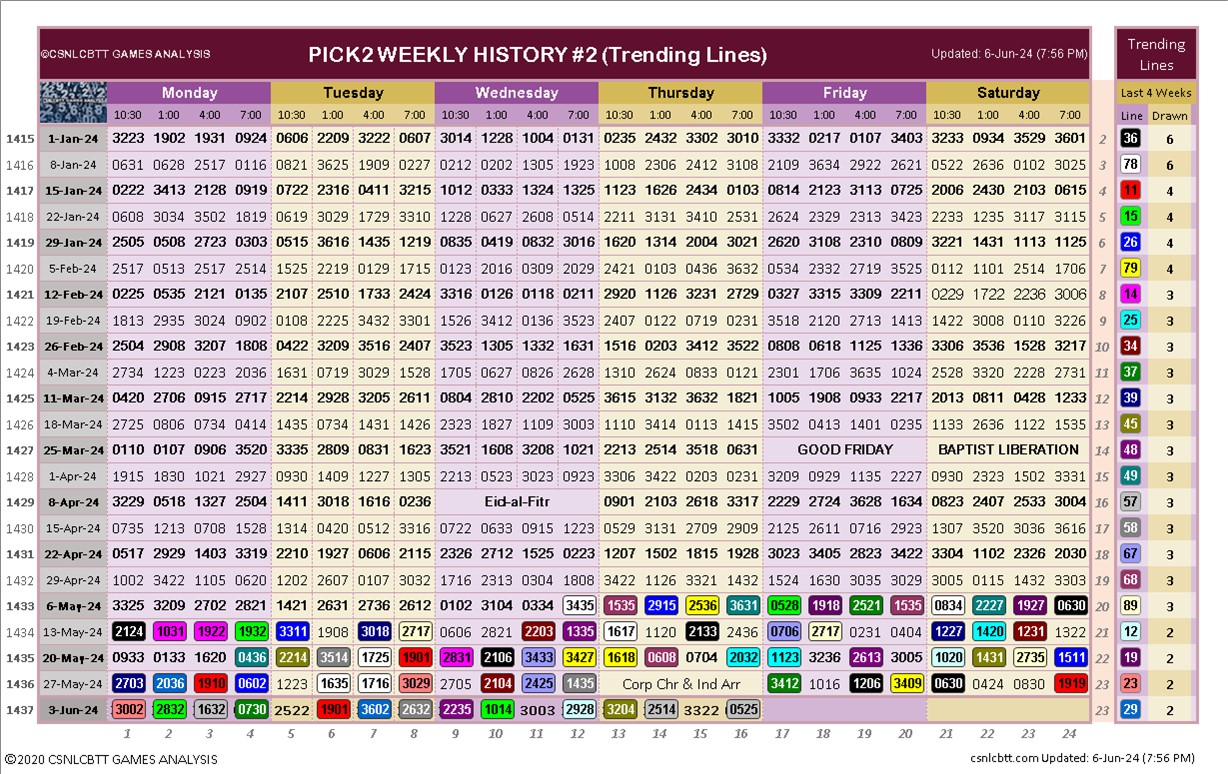 ©CSNLCBTT GAMES ANALYSIS PICK2 WEEKLY HISTORY #2 (Trending Lines) Updated: 6-Jun-24 (7:56 PM) Trending Lines
Monday Tuesday Wednesday Thursday Friday Saturday Last 4 Weeks
10:30 1:00 4:00 7:00 10:30 1:00 4:00 7:00 10:30 1:00 4:00 7:00 10:30 1:00 4:00 7:00 10:30 1:00 4:00 7:00 10:30 1:00 4:00 7:00 Line Drawn
1415 1-Jan-24 3223 1902 1931 0924 0606 2209 3222 0607 3014 1228 1004 0131 0235 2432 3302 3010 3332 0217 0107 3403 3233 0934 3529 3601 2 36 6
1416 8-Jan-24 0631 0628 2517 0116 0821 3625 1909 0227 0212 0202 1305 1923 1008 2306 2412 3108 2109 3634 2222 2621 0522 2636 0102 3025 3 78 6
1417 15-Jan-24 0222 3413 2128 0919 0722 2316 0411 3215 1012 0333 1324 1325 1123 1626 2434 0103 0814 2123 3113 0725 2006 2430 2103 0615 4 11 4
1418 22-Jan-24 0608 3034 3502 1819 0619 3029 1729 3310 1228 0627 2608 0514 2211 3131 3410 2531 2624 2329 2313 3423 2233 1235 3117 3115 5 15 4
1419 29-Jan-24 2505 0508 2723 0303 0515 3616 1435 1219 0835 0419 0832 3016 1620 1314 2004 3021 2620 3108 2310 0809 3221 1431 1113 1125 6 26 4
1420 5-Feb-24 2517 0513 2517 2514 1525 2219 0129 1715 0123 2016 0309 2029 2421 0103 0436 3632 0534 2332 2719 3525 0112 1101 2514 1706 7 79 4
1421 12-Feb-24 0225 0535 2121 0135 2107 2510 1733 2424 3316 0126 0118 0211 2920 1126 3231 2729 0327 3315 3309 2211 0229 1722 2236 3006 8 14 3
1422 19-Feb-24 1813 2935 3024 0902 0108 2225 3432 3301 1526 3412 0136 3523 2407 0122 0719 0231 3518 2120 2713 1413 1422 3008 0110 3226 9 25 3
1423 26-Feb-24 2504 2908 3207 1808 0422 3209 3516 2407 3523 1305 1332 1631 1516 0203 3412 3522 0808 0618 1125 1336 3306 3536 1528 3217 10 34 3
1424 4-Mar-24 2734 1223 0223 2036 1631 0719 3029 1528 1705 0627 0826 2628 1310 2624 0833 0121 2301 1706 3635 1024 2528 3320 2228 2731 11 37 3
1425 11-Mar-24 0420 2706 0915 2717 2214 2928 3205 2611 0804 2810 2202 0525 3615 3132 3632 1821 1005 1908 0933 2217 2013 0811 0428 1233 12 39 3
1426 18-Mar-24 2725 0806 0734 0414 1435 0734 1431 1426 2323 1827 1109 3003 1110 3414 0113 1415 3502 0413 1401 0235 1133 2636 1122 1535 13 45 3
1427 25-Mar-24 0110 0107 0906 3520 3335 2809 0831 1623 3521 1608 3208 1021 2213 2514 3518 0631 GOOD FRIDAY BAPTIST LIBERATION 14 48 3
1428 1-Apr-24 1915 1830 1021 2927 0930 1409 1227 1305 2213 0523 3023 0923 3306 3422 0203 0231 3209 0929 1135 2227 0930 2323 1502 3331 15 49 3
1429 8-Apr-24 3229 0518 1327 2504 1411 3018 1616 0236 Eid-al-Fitr 0901 2103 2618 3317 2229 2724 3628 1634 0823 2407 2533 3004 16 57 3
1430 15-Apr-24 0735 1213 0708 1528 1314 0420 0512 3316 0722 0633 0915 1223 0529 3131 2709 2909 2125 2611 0716 2923 1307 3520 3036 3616 17 58 3
1431 22-Apr-24 0517 2929 1403 3319 2210 1927 0606 2115 2326 2712 1525 0223 1207 1502 1815 1928 3023 3405 2823 3422 3304 1102 2326 2030 18 67 3
1432 29-Apr-24 1002 3422 1105 0620 1202 2607 0107 3032 1716 2313 0304 1808 3422 1126 3321 1432 1524 1630 3035 3029 3005 0115 1432 3303 19 68 3
1433 6-May-24 3325 3209 2702 2821 1421 2631 2736 2612 0102 3104 0334 3435 1535 2915 2536 3631 0528 1918 2521 1535 0834 2227 1927 0630 20 89 3
1434 13-May-24 2124 1031 1922 1932 3311 1908 3018 2717 0606 2821 2203 1335 1617 1120 2133 2436 0706 2717 0231 0404 1227 1420 1231 1322 21 12 2
1435 20-May-24 0933 0133 1620 0436 2214 3514 1725 1901 2831 2106 3433 3427 1618 0608 0704 2032 1123 3236 2613 3005 1020 1431 2735 1511 22 19 2
1436 27-May-24 2703 2036 1910 0602 1223 1635 1716 3029 2705 2104 2425 1435 Corp Chr & Ind Arr 3412 1016 1206 3409 0630 0424 0830 1919 23 23 2
1437 3-Jun-24 3002 2832 1632 0730 2522 1901 3602 2632 2235 1014 3003 2928 3204 2514 3322 0525 23 29 2
1 2 3 4 5 6 7 8 9 10 11 12 13 14 15 16 17 18 19 20 21 22 23 24
©2020 CSNLCBTT GAMES ANALYSIS csnlcbtt.com Updated: 6-Jun-24 (7:56 PM)